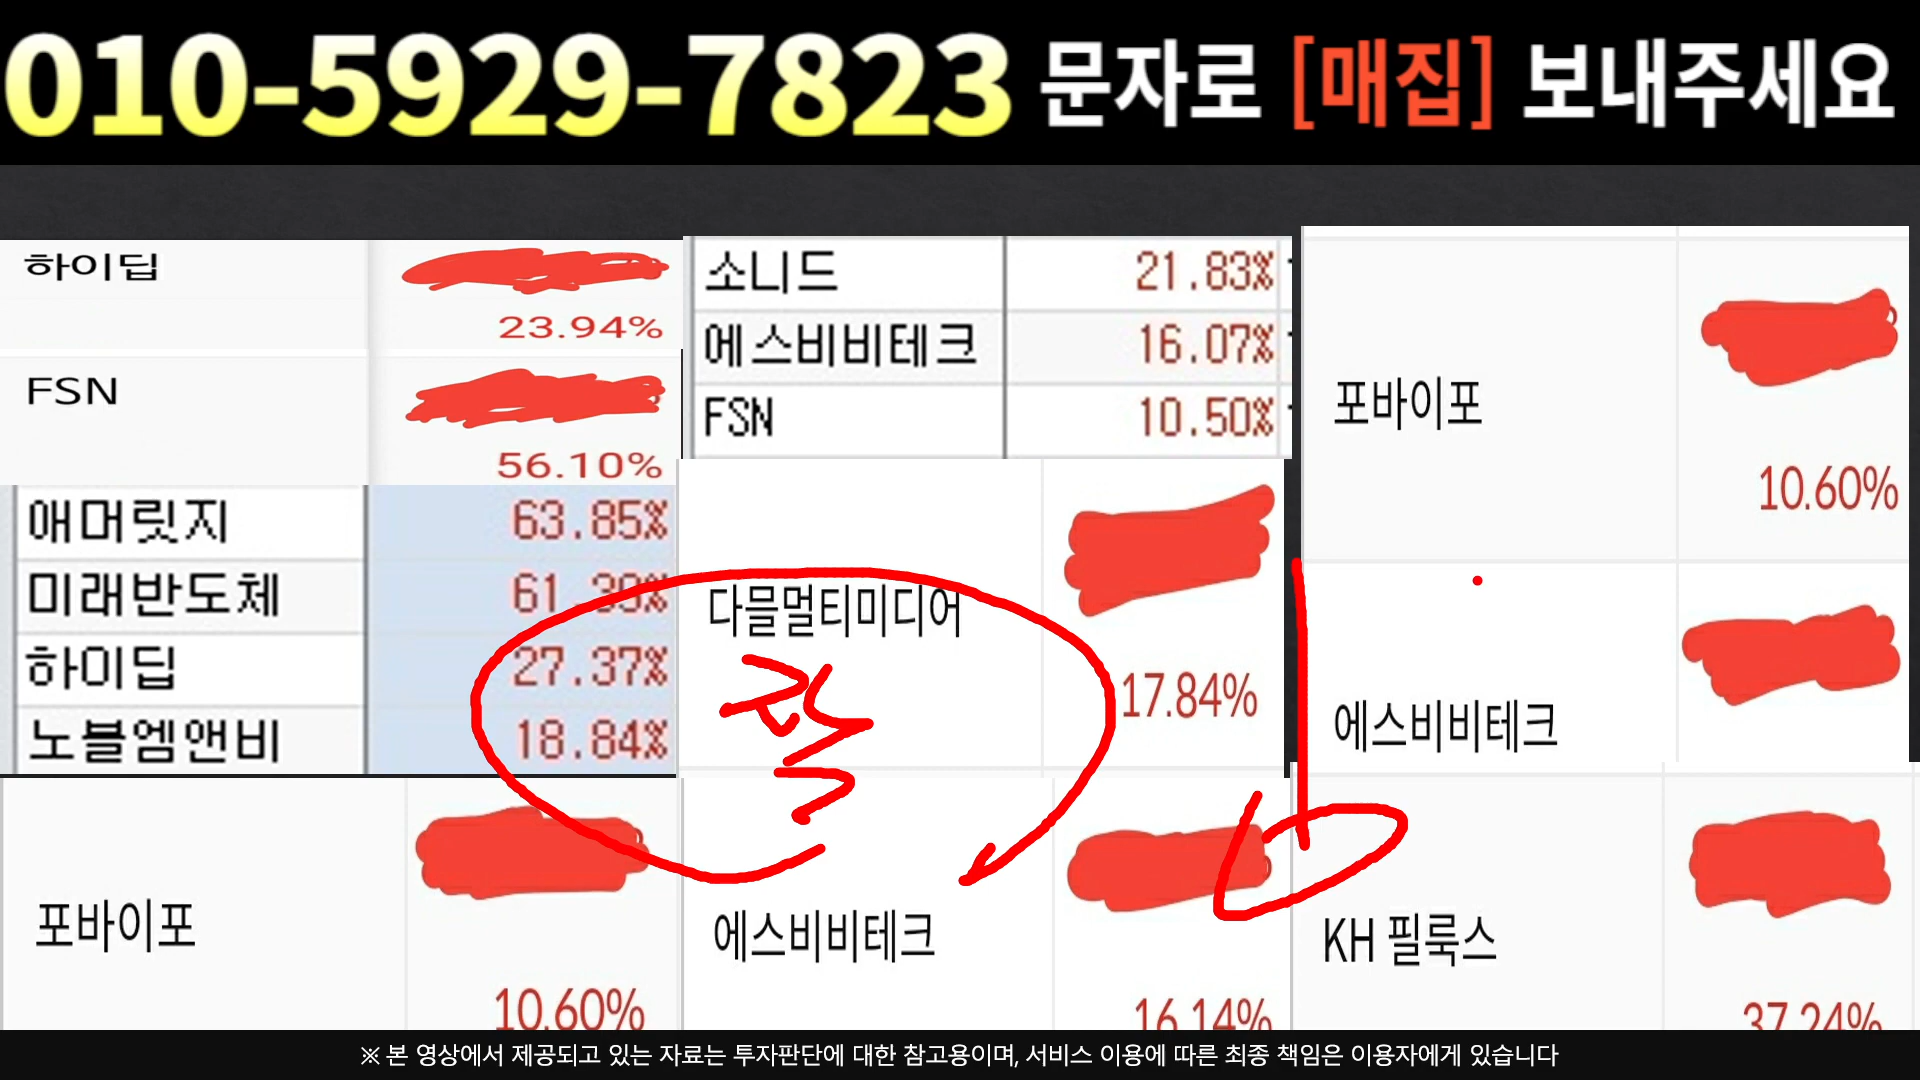 010-5929-7823 문자로 [매집] 보내주세요
하이딥
23.94%
FSN
56.10%
애머릿지 63.85%
미래반도체 61.39%
하이딥 27.37%
노블엠앤비 18.84%
소니드 21.83%
에스비비테크 16.07%
FSN 10.50%
다믈멀티미디어
17.84%
포바이포
10.60%
에스비비테크
포바이포
10.60%
에스비비테크
16.14%
KH 필룩스
37.24%
※ 본 영상에서 제공되고 있는 자료는 투자판단에 대한 참고용이며, 서비스 이용에 따른 최종 책임은 이용자에게 있습니다